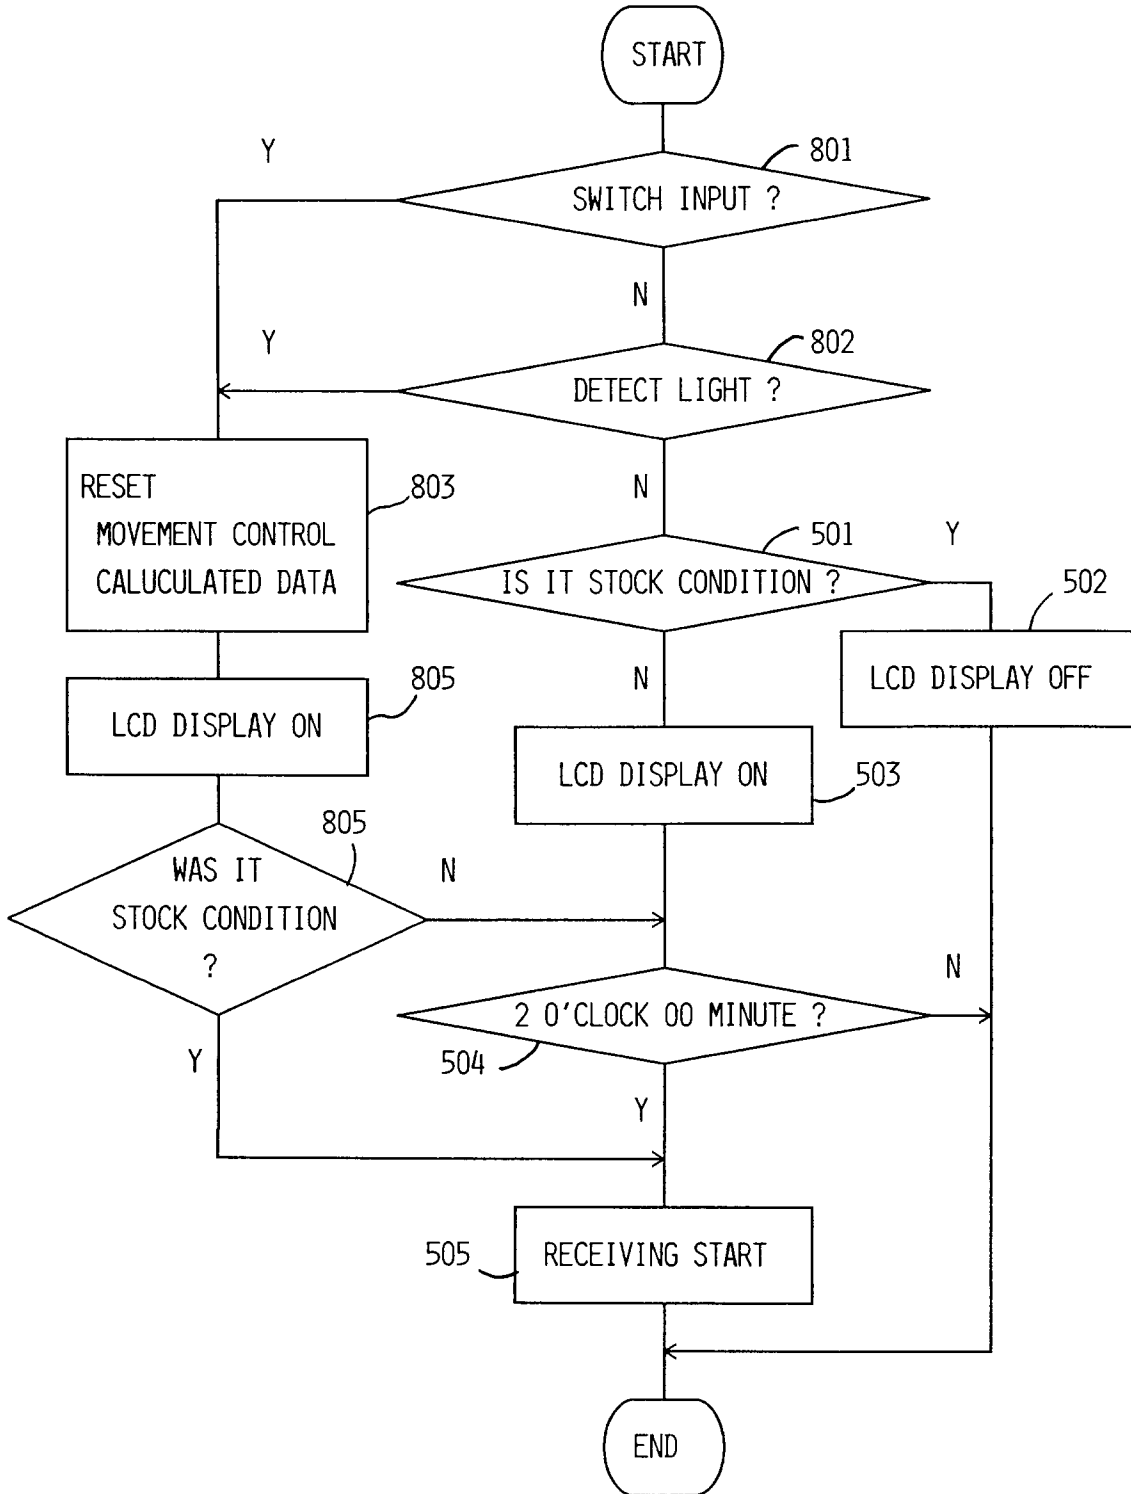 START
Y
801
SWITCH INPUT ?
N
Y
802
DETECT LIGHT ?
RESET
MOVEMENT CONTROL
CALUCULATED DATA
803
N
501
Y
IS IT STOCK CONDITION ?
502
LCD DISPLAY OFF
805
LCD DISPLAY ON
N
LCD DISPLAY ON
503
805
WAS IT
STOCK CONDITION
?
N
2 O'CLOCK 00 MINUTE ?
N
504
Y
Y
505
RECEIVING START
END